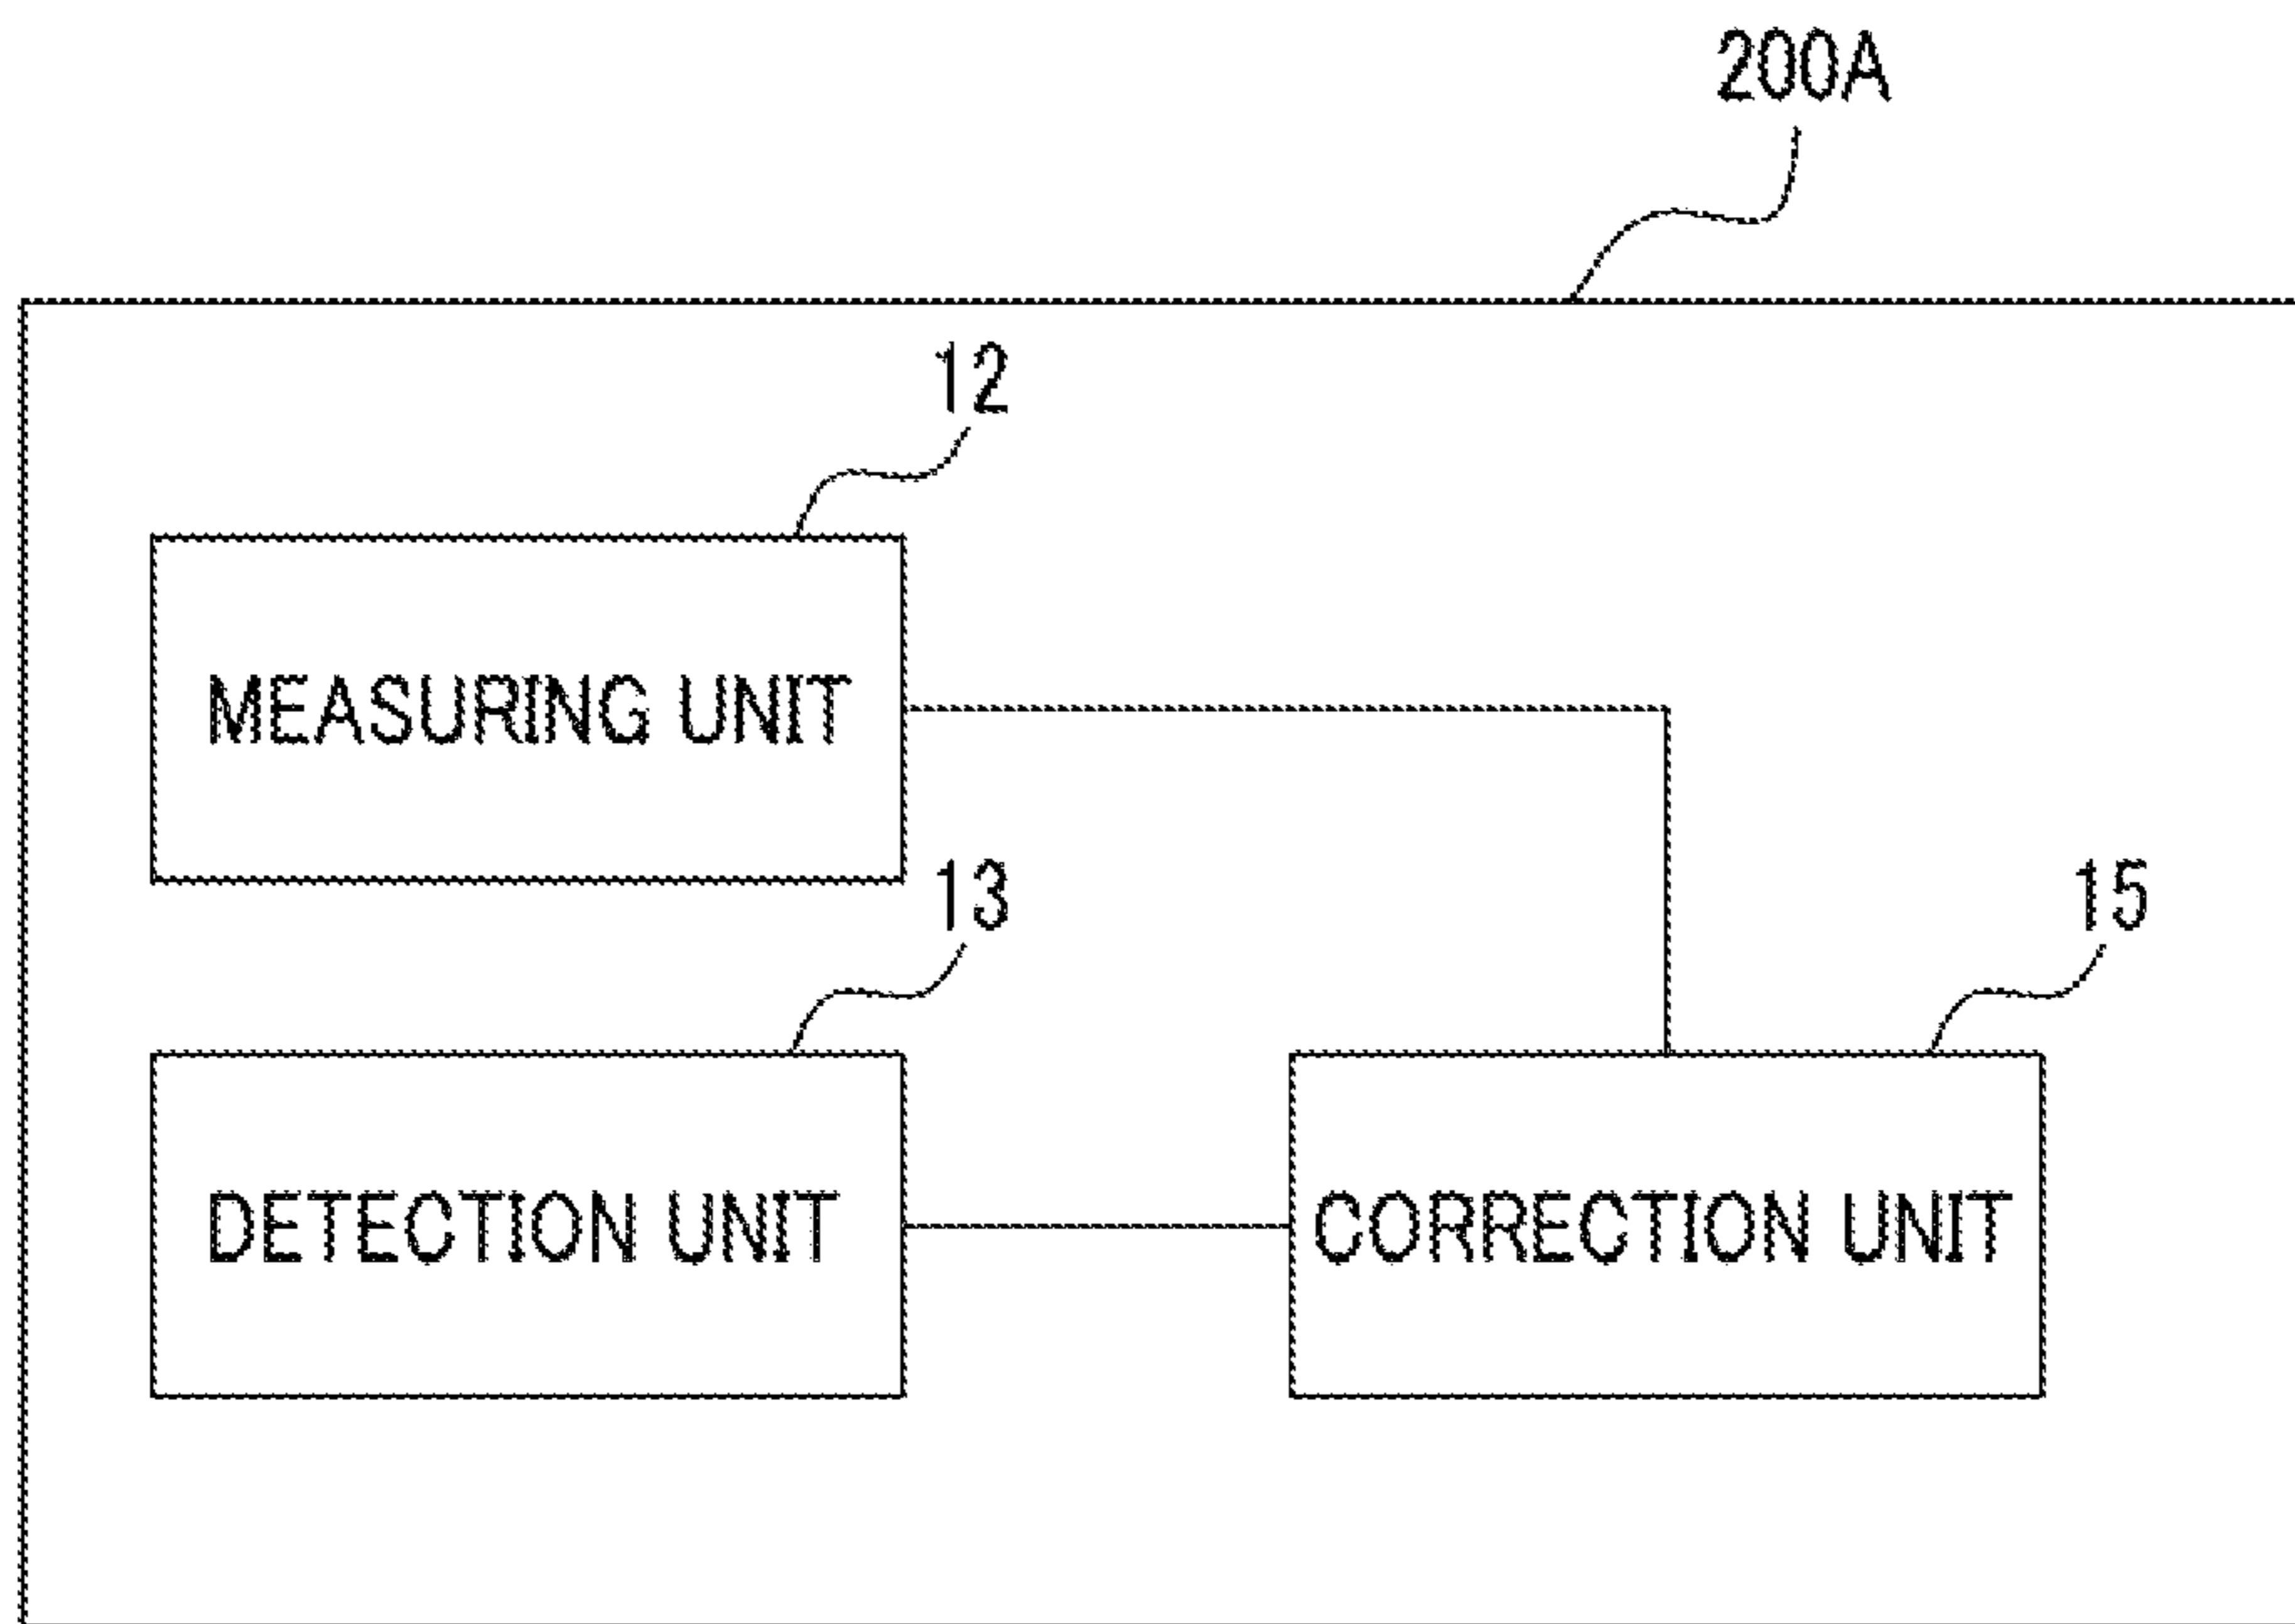 200A
12
MEASURING UNIT
13
15
DETECTION UNIT
CORRECTION UNIT